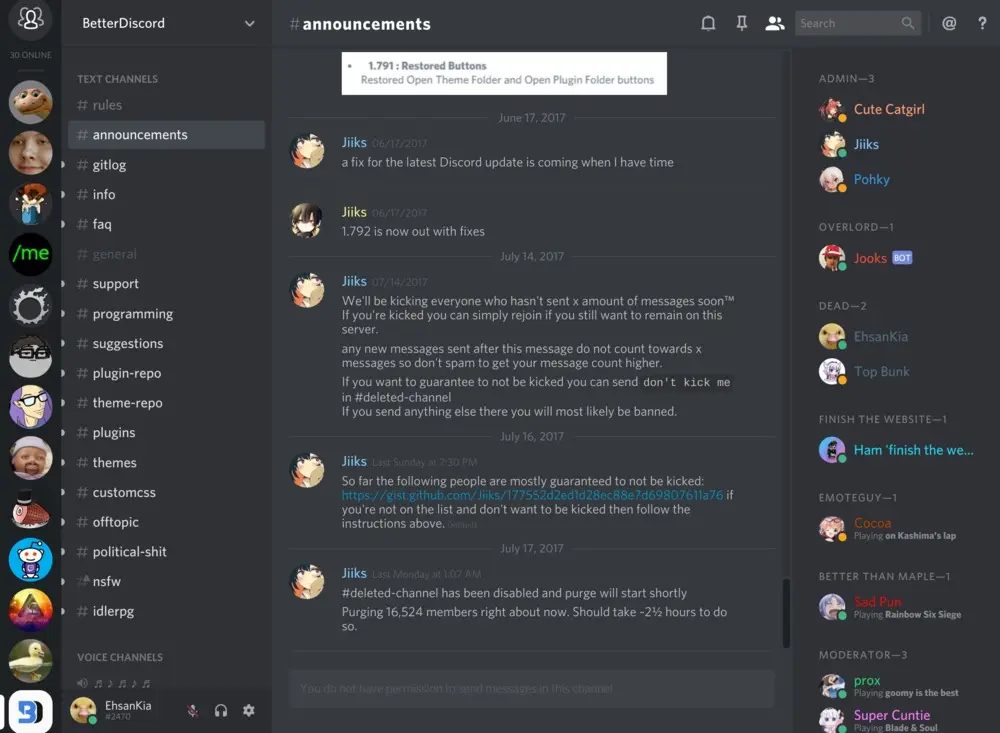 30 ONLINE
/me
BetterDiscord
TEXT CHANNELS
# rules
# announcements
# gitlog
# info
# faq
# general
# support
# programming
# suggestions
# plugin-repo
# theme-repo
# plugins
# themes
# customcss
# offtopic
# political-shit
# nsfw
# idlerpg
VOICE CHANNELS
EhsanKia
#2470
#announcements
Search
@ ?
• 1.791 : Restored Buttons
Restored Open Theme Folder and Open Plugin Folder buttons
June 17, 2017
Jiiks 06/17/2017
a fix for the latest Discord update is coming when I have time
Jiiks 06/17/2017
1.792 is now out with fixes
July 14, 2017
Jiiks 07/14/2017
We'll be kicking everyone who hasn't sent x amount of messages soon™
If you're kicked you can simply rejoin if you still want to remain on this
server.
any new messages sent after this message do not count towards x
messages so don't spam to get your message count higher.
If you want to guarantee to not be kicked you can send don't kick me
in #deleted-channel
If you send anything else there you will most likely be banned.
July 16, 2017
Jiiks Last Sunday at 7:30 PM
So far the following people are mostly guaranteed to not be kicked:
https://gist.github.com/Jiiks/177552d2ed1d28ec88e7d69807611a76 if
you're not on the list and don't want to be kicked then follow the
instructions above. (edited)
July 17, 2017
Jiiks Last Monday at 1:07 AM
#deleted-channel has been disabled and purge will start shortly
Purging 16,524 members right about now. Should take ~2½ hours to do
so.
You do not have permission to send messages in this channel
ADMIN—3
Cute Catgirl
Jiiks
Pohky
OVERLORD—1
Jooks BOT
DEAD—2
EhsanKia
Top Bunk
FINISH THE WEBSITE—1
Ham 'finish the we...
EMOTEGUY—1
Cocoa
Playing on Kashima's lap
BETTER THAN MAPLE—1
Sad Pun
Playing Rainbow Six Siege
MODERATOR—3
prox
Playing goomy is the best
Super Cuntie
Playing Blade & Soul